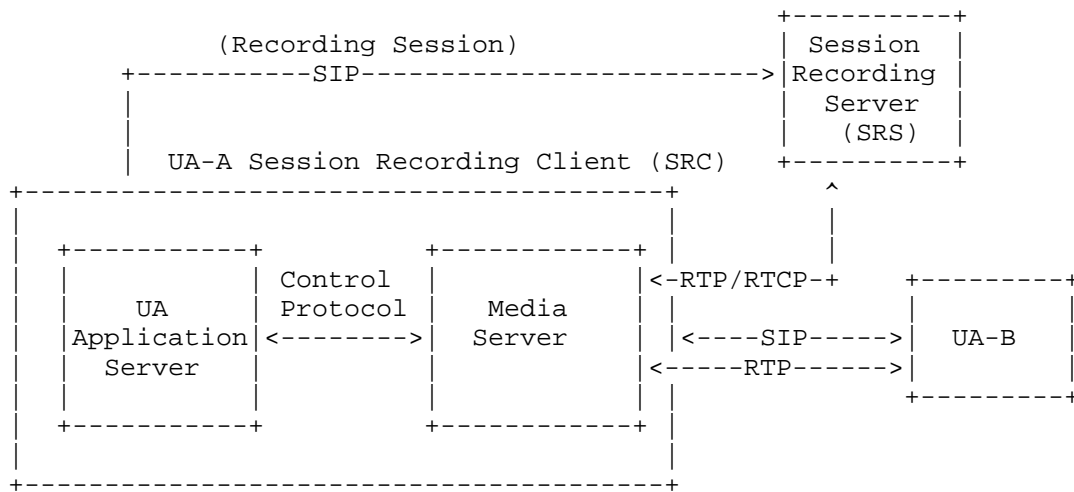 Session
(Recording Session)
SIP
Recording
Server
(SRS)
UA-A Session Recording Client (SRC)
RTP/RTCP
Control
UA Protocol Media
Application Server SIP UA-B
Server RTP